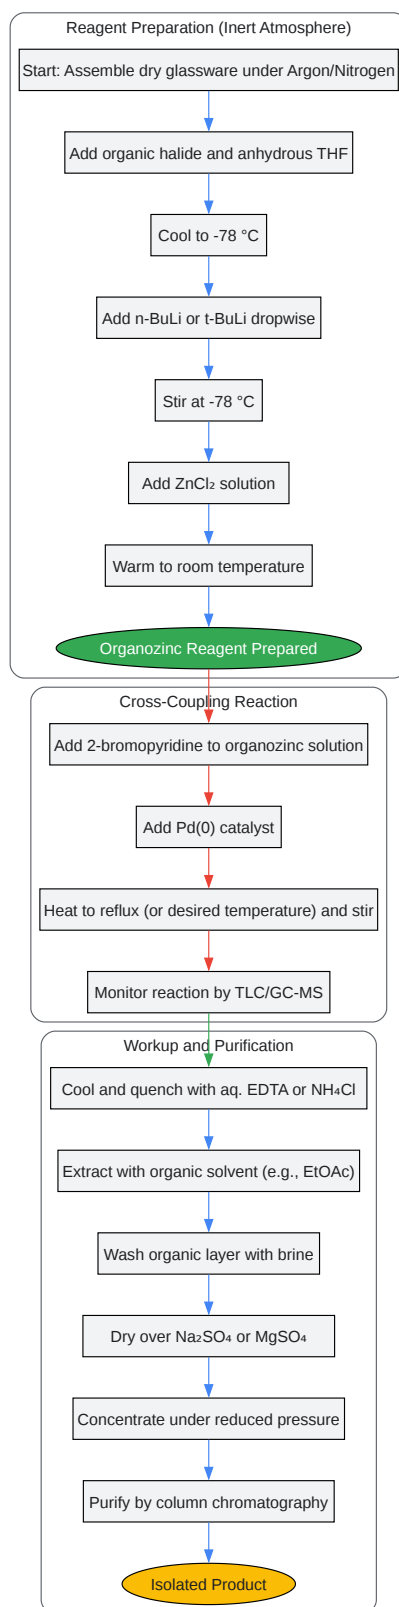 Reagent Preparation (Inert Atmosphere)
Start: Assemble dry glassware under Argon/Nitrogen
Add organic halide and anhydrous THF
Cool to -78 °C
Add n-BuLi or t-BuLi dropwise
Stir at -78 °C
Add ZnCl₂ solution
Warm to room temperature
Organozinc Reagent Prepared
Cross-Coupling Reaction
Add 2-bromopyridine to organozinc solution
Add Pd(0) catalyst
Heat to reflux (or desired temperature) and stir
Monitor reaction by TLC/GC-MS
Workup and Purification
Cool and quench with aq. EDTA or NH₄Cl
Extract with organic solvent (e.g., EtOAc)
Wash organic layer with brine
Dry over Na₂SO₄ or MgSO₄
Concentrate under reduced pressure
Purify by column chromatography
Isolated Product